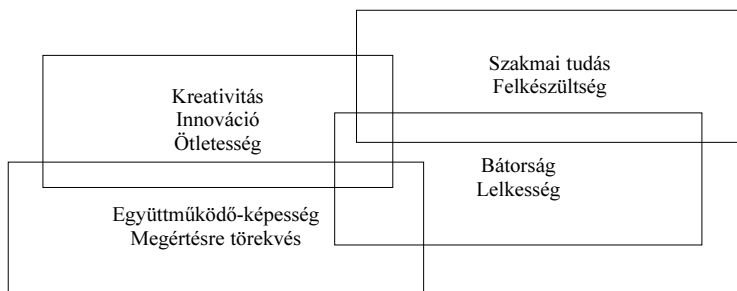 Kreativitás
Innováció
Ötletesség
Szakmai tudás
Felkészültség
Együttműködő-képesség
Megértésre törekvés
Bátorság
Lelkesség